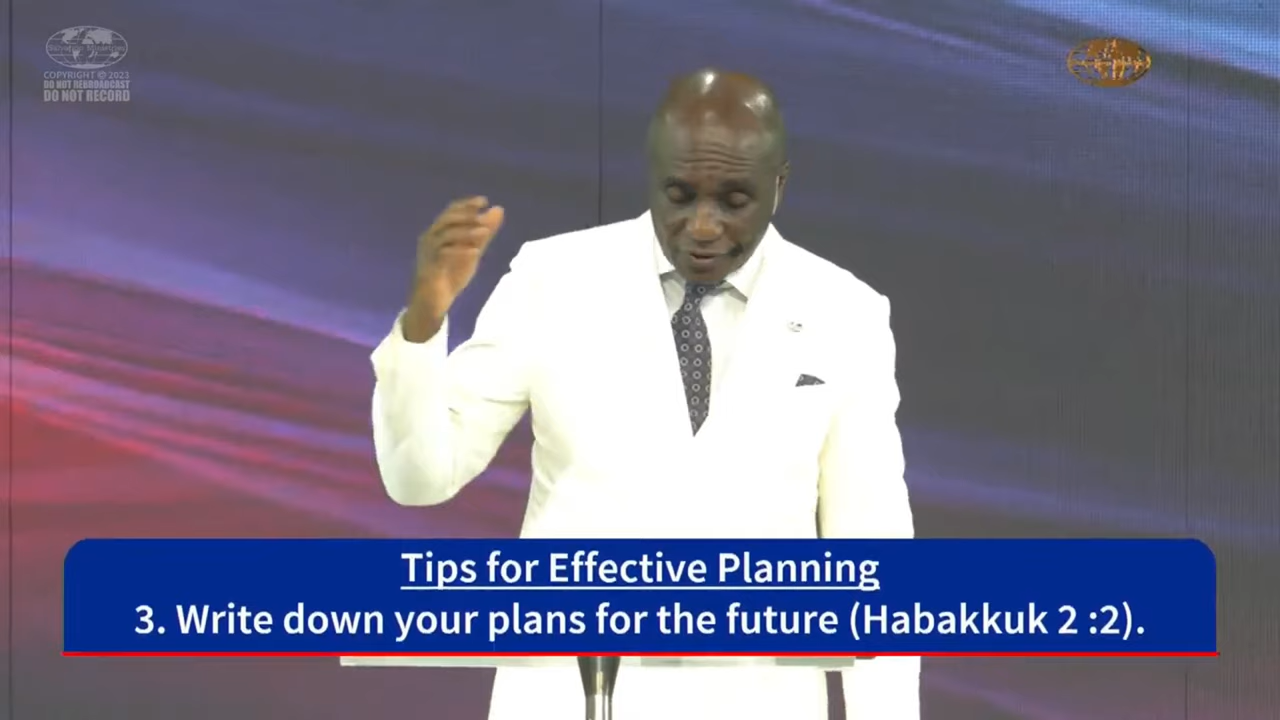 COPYRIGHT © 2023
DO NOT REBROADCAST
DO NOT RECORD
Tips for Effective Planning
3. Write down your plans for the future (Habakkuk 2 :2).